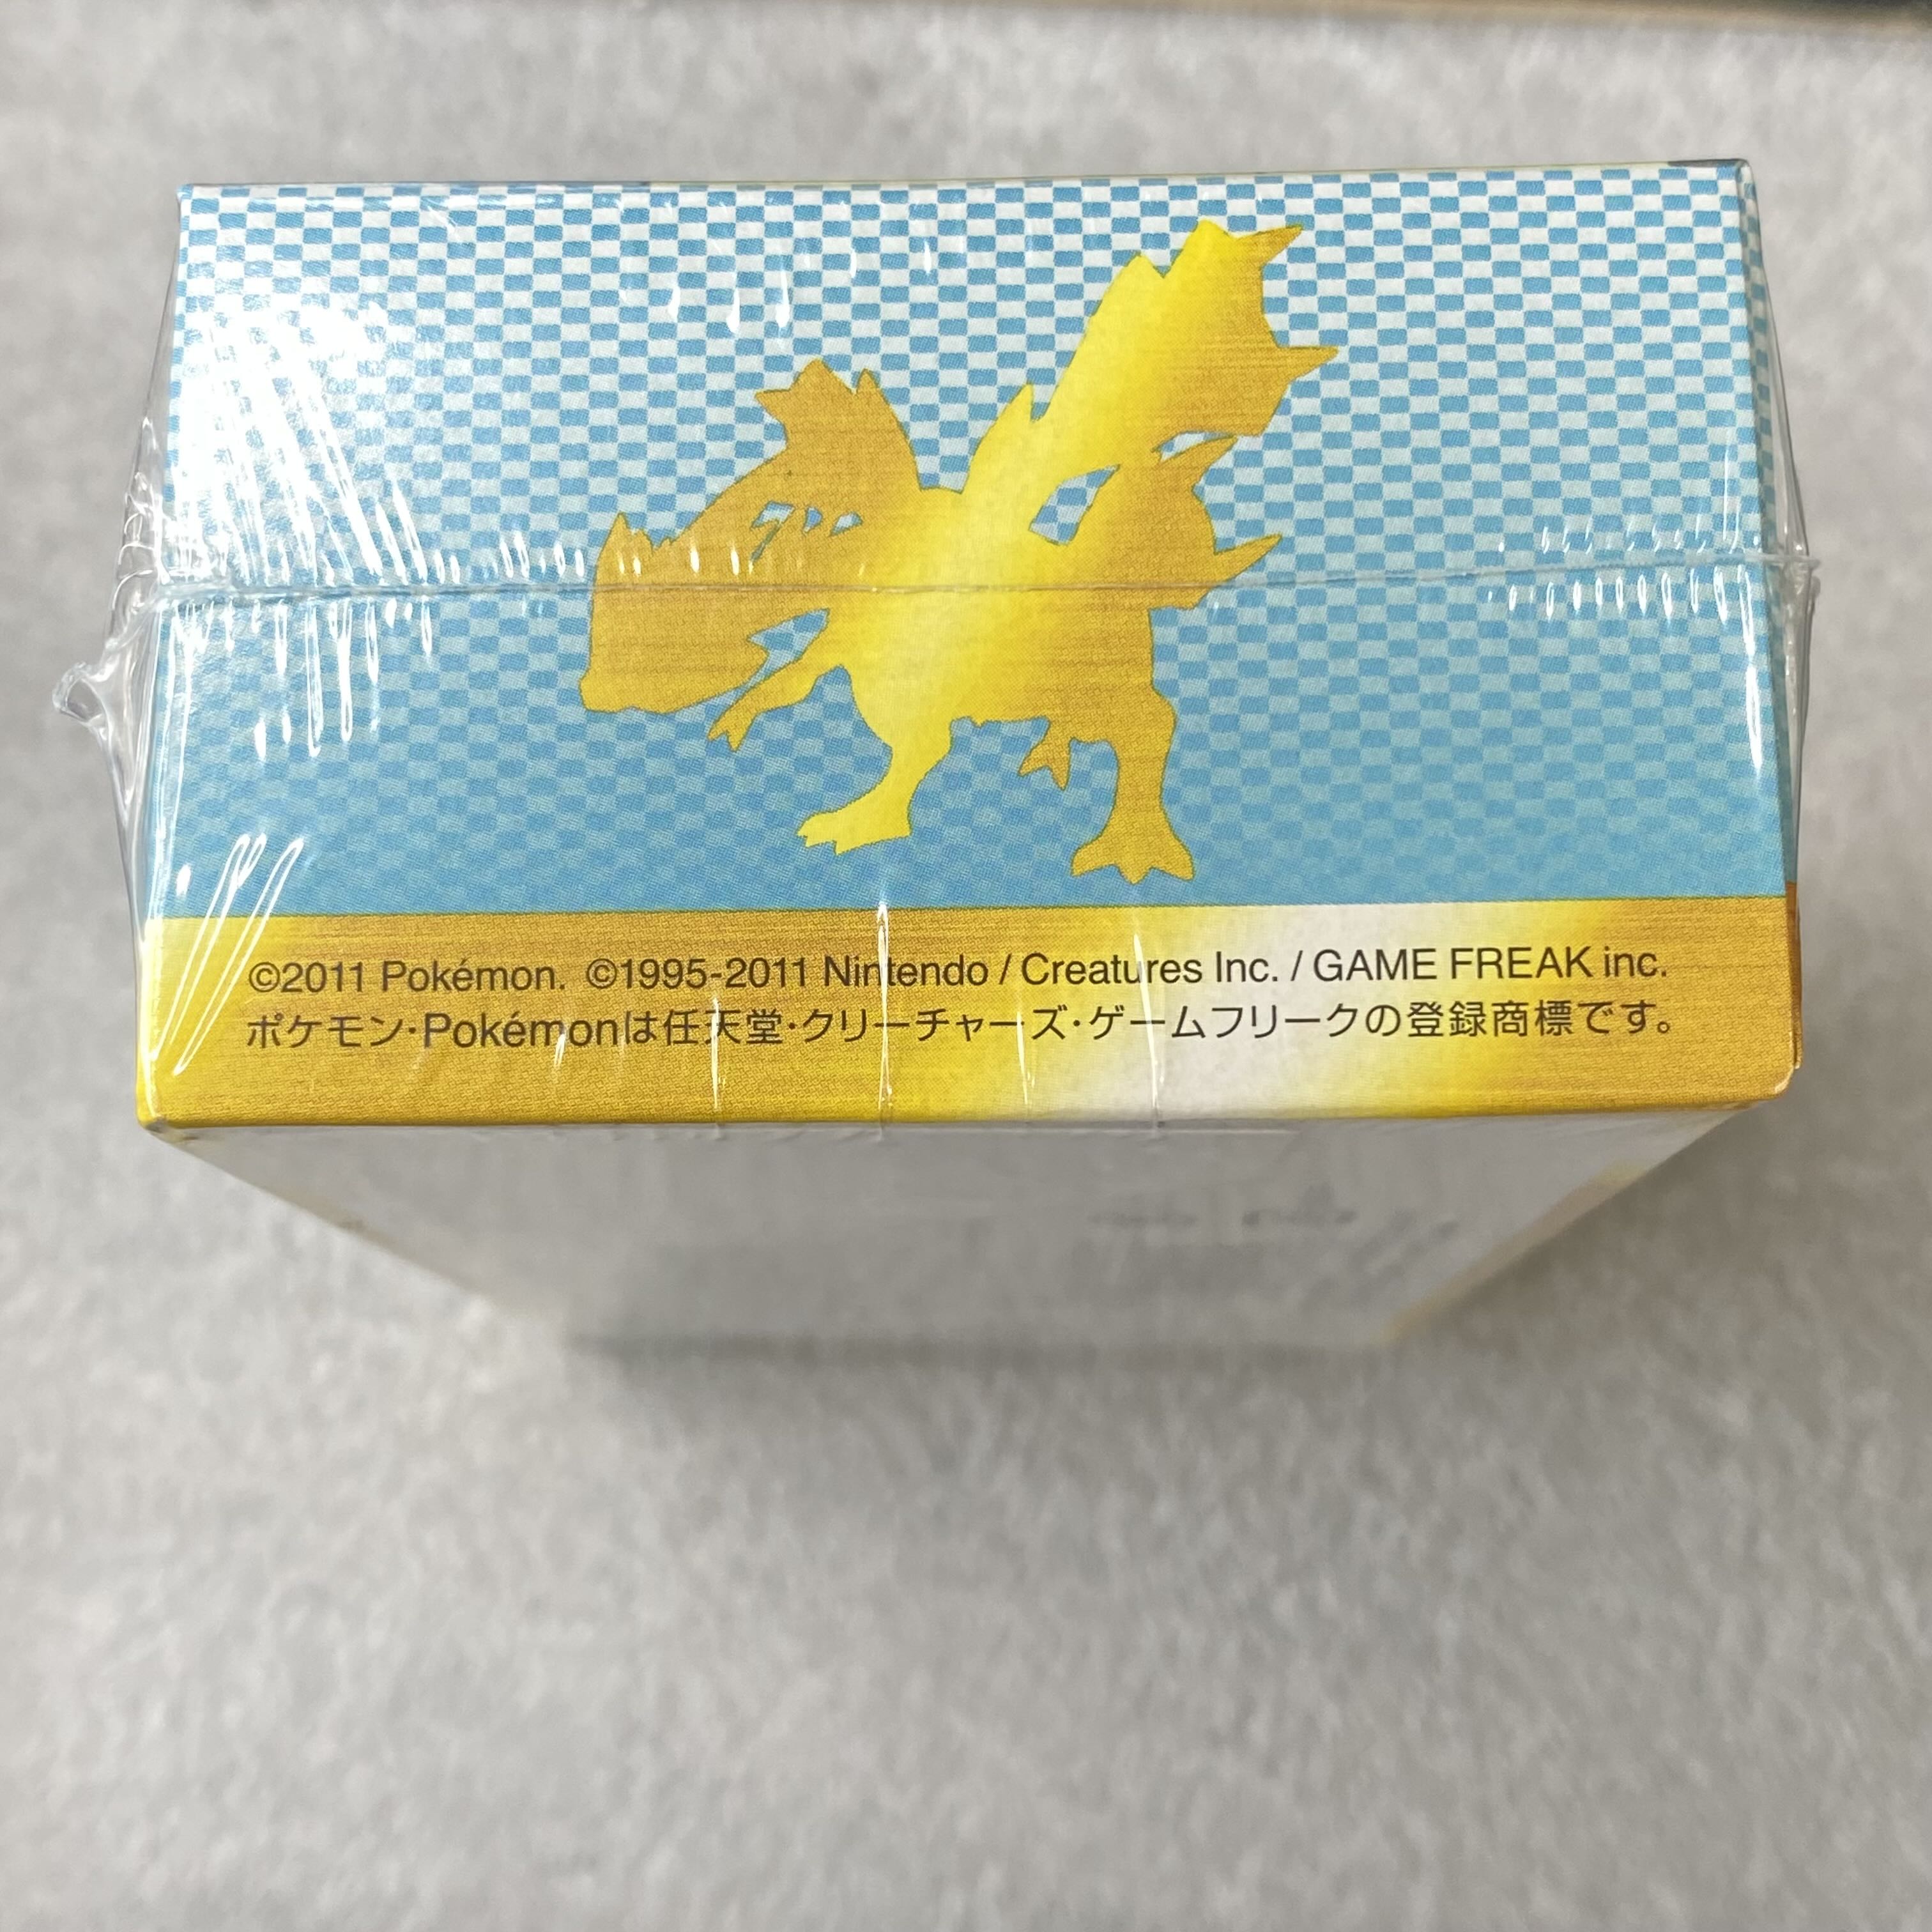 ©2011 Pokémon. ©1995-2011 Nintendo / Creatures Inc. / GAME FREAK inc.
ポケモン・Pokémonは任天堂・クリーチャーズ・ゲームフリークの登録商標です。